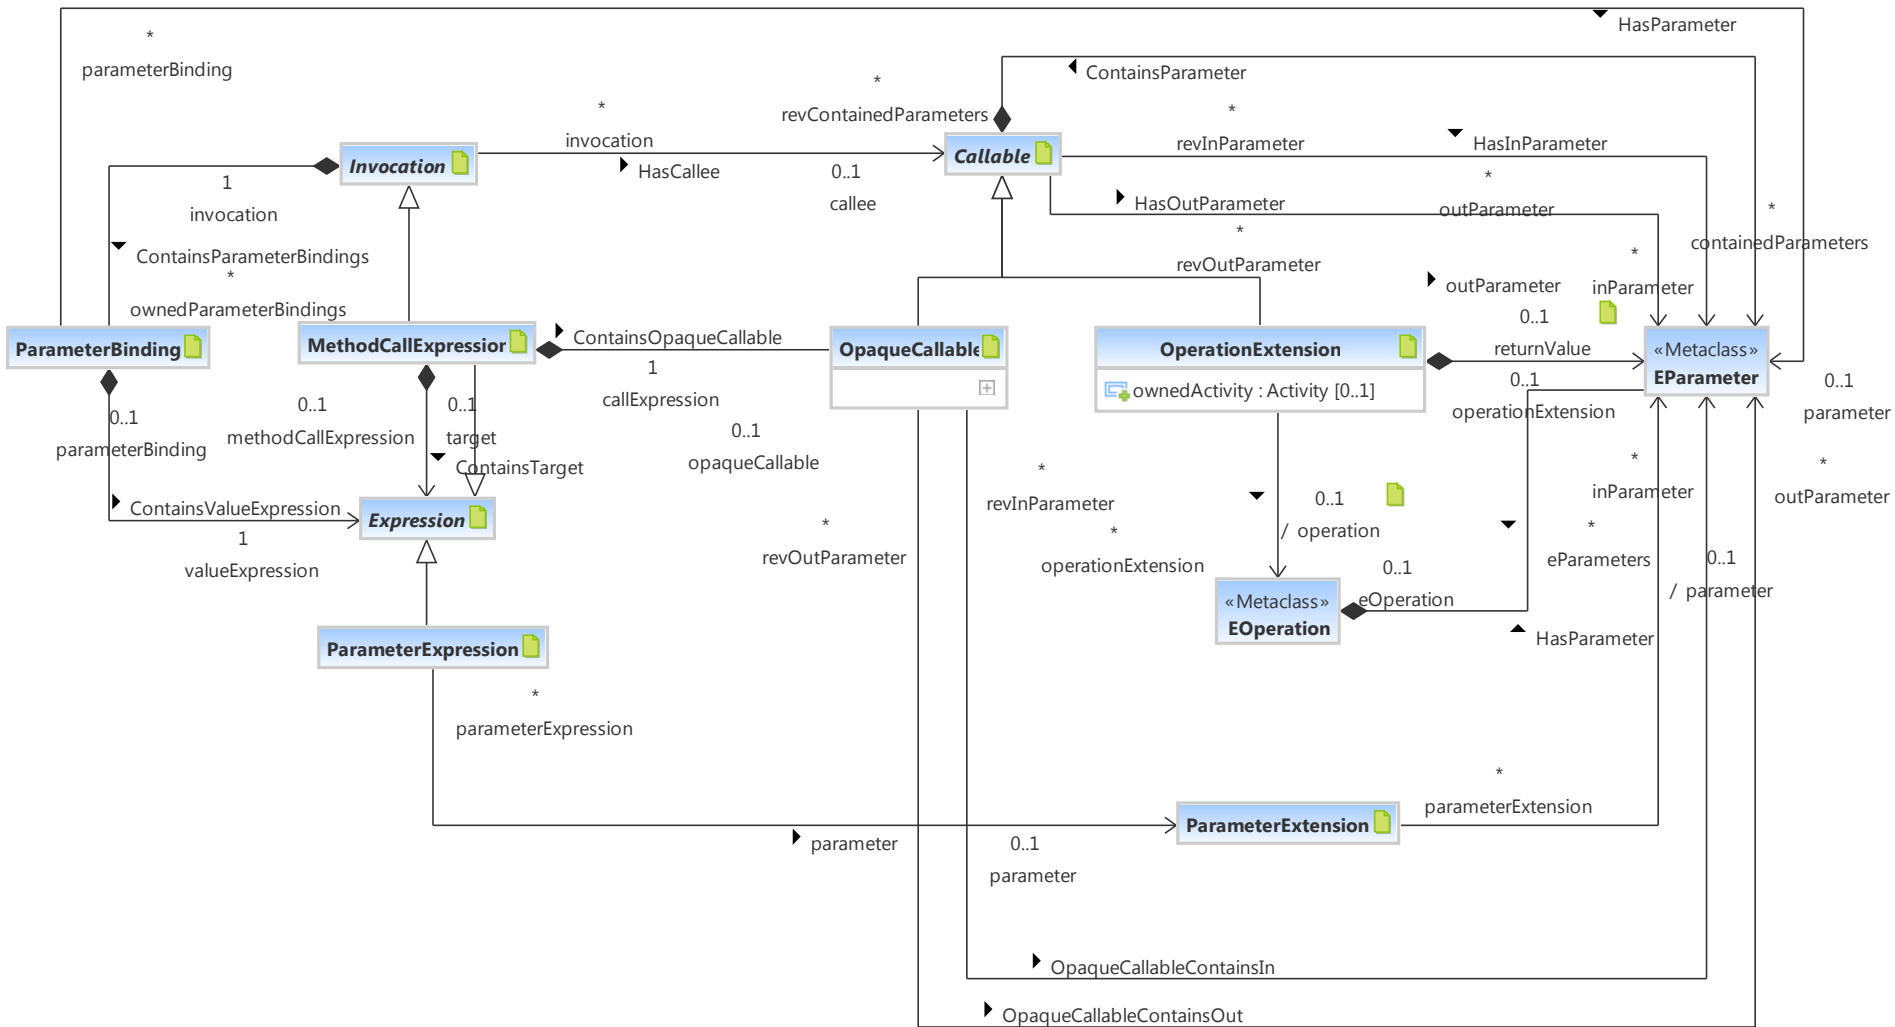 HasParameter
*
parameterBinding
ContainsParameter
*
revContainedParameters
*
invocation
HasCallee
0..1
callee
*
revInParameter
HasInParameter
*
outParameter
HasOutParameter
*
revOutParameter
*
containedParameters
Invocation
Callable
1
invocation
ContainsParameterBindings
*
ownedParameterBindings
outParameter
*
inParameter
0..1
returnValue
ParameterBinding
MethodCallExpression
ContainsOpaqueCallable
1
callExpression
OpaqueCallable
OperationExtension
ownedActivity : Activity [0..1]
«Metaclass»
EParameter
0..1
operationExtension
0..1
parameter
0..1
parameterBinding
0..1
methodCallExpression
0..1
target
ContainsTarget
0..1
opaqueCallable
*
revInParameter
*
inParameter
*
outParameter
ContainsValueExpression
1
valueExpression
Expression
*
revOutParameter
0..1
/ operation
*
operationExtension
*
eParameters
0..1
/ parameter
0..1
eOperation
«Metaclass»
EOperation
HasParameter
ParameterExpression
*
parameterExpression
*
parameterExtension
ParameterExtension
parameter
0..1
parameter
OpaqueCallableContainsIn
OpaqueCallableContainsOut